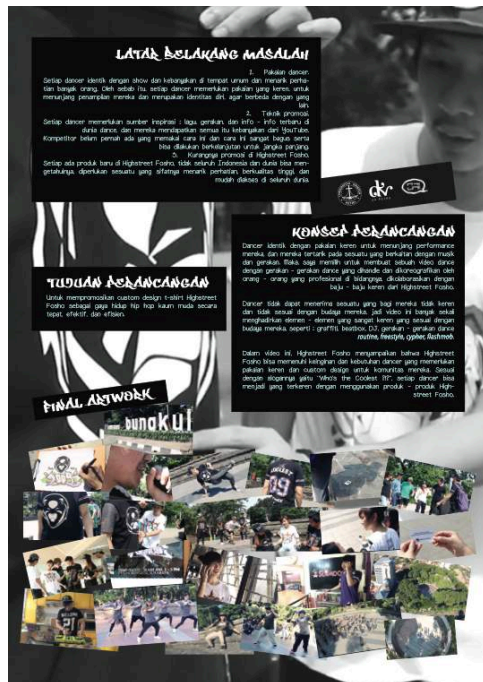 LATAR BELAKANG MASALAH
1. Pakaian dancer.
Setiap dancer identik dengan show dan kebanyakan di tempat umum dan menarik perha-
tian banyak orang. Oleh sebab itu, setiap dancer memerlukan pakaian yang keren, untuk
menunjang penampilan mereka dan merupakan identitas diri, agar berbeda dengan yang
lain.
2. Teknik promosi.
Setiap dancer memerlukan sumber inspirasi : lagu, gerakan, dan info - info terbaru di
dunia dance, dan mereka mendapatkan semua itu kebanyakan dari YouTube.
Kompetitor belum pernah ada yang memakai cara ini dan cara ini sangat bagus serta
bisa dilakukan berkelanjutan untuk jangka panjang.
3. Kurangnya promosi di Highstreet Fosho.
Setiap ada produk baru di Highstreet Fosho, tidak seluruh Indonesia dan dunia bisa men-
getahuinya, diperlukan sesuatu yang sifatnya menarik perhatian, berkualitas tinggi, dan
mudah diakses di seluruh dunia.
TUJUAN PERANCANGAN
Untuk mempromosikan custom design t-shirt Highstreet
Fosho sebagai gaya hidup hip hop kaum muda secara
tepat, efektif, dan efisien.
KONSEP PERANCANGAN
Dancer identik dengan pakaian keren untuk menunjang performance
mereka, dan mereka tertarik pada sesuatu yang berkaitan dengan musik
dan gerakan. Maka, saya memilih untuk membuat sebuah video dance
dengan gerakan - gerakan dance yang dihandle dan dikoreografikan oleh
orang - orang yang profesional di bidangnya, dikolaborasikan dengan
baju - baju keren dari Highstreet Fosho.
Dancer tidak dapat menerima sesuatu yang bagi mereka tidak keren
dan tidak sesuai dengan budaya mereka, jadi video ini banyak sekali
menghadirkan elemen - elemen yang sangat keren yang sesuai dengan
budaya mereka, seperti : graffiti, beatbox, DJ, gerakan - gerakan dance
routine, freestyle, cypher, flashmob.
Dalam video ini, Highstreet Fosho menyampaikan bahwa Highstreet
Fosho bisa memenuhi keinginan dan kebutuhan dancer yang memerlukan
pakaian keren dan custom design untuk komunitas mereka. Sesuai
dengan slogannya yaitu "Who's the Coolest ?!?", setiap dancer bisa
menjadi yang terkeren dengan menggunakan produk - produk High-
street Fosho.
FINAL ARTWORK
bungkul
09
21